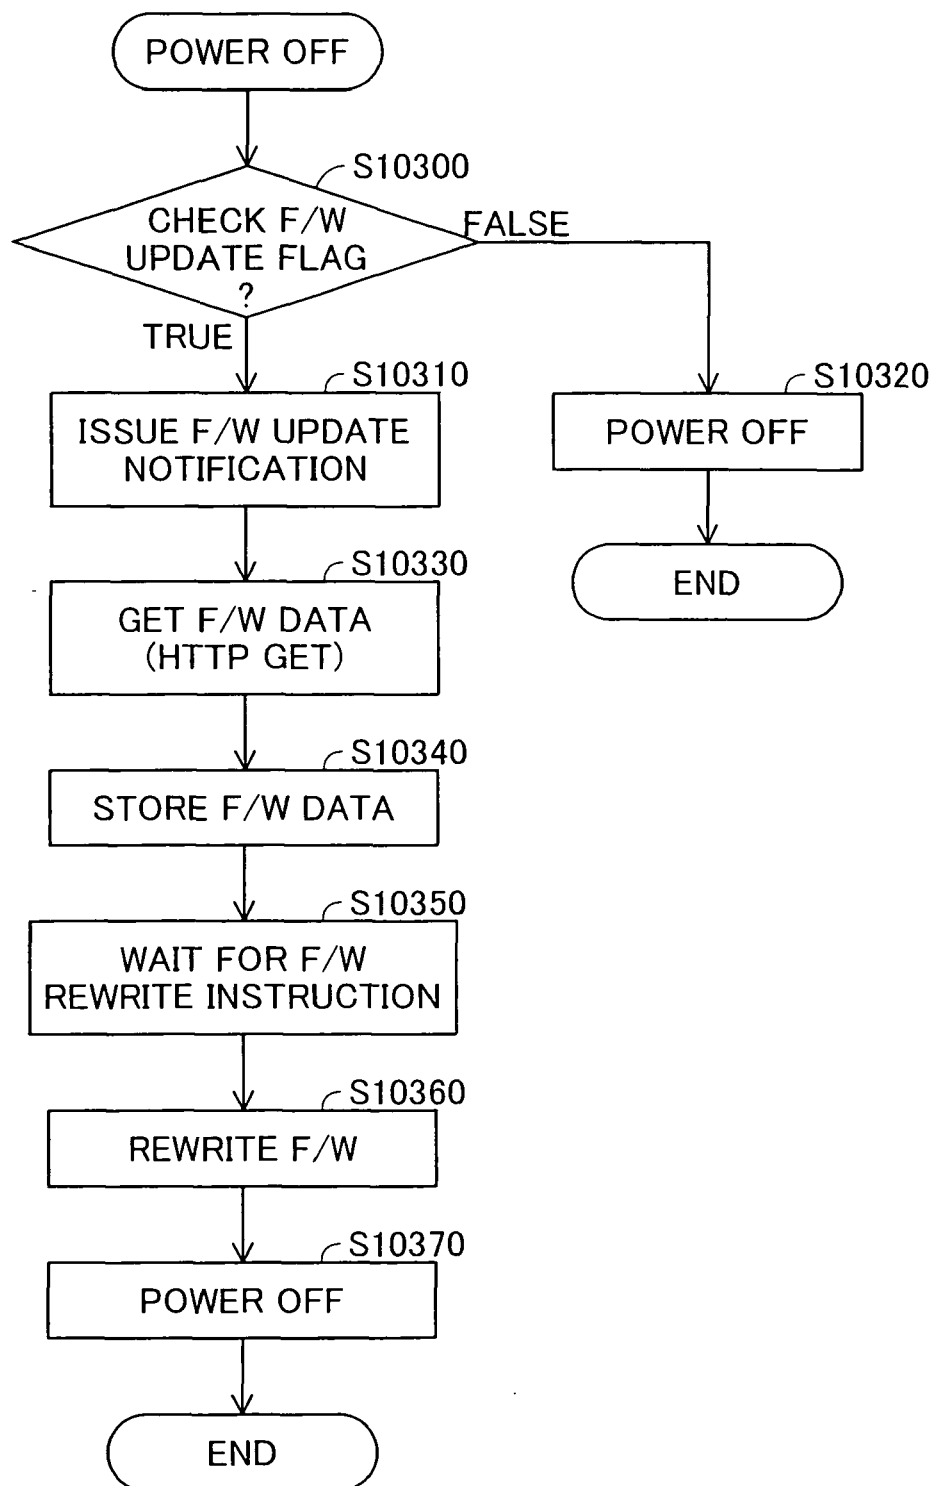 POWER OFF
S10300
CHECK F/W
UPDATE FLAG
?
FALSE
TRUE
S10310
ISSUE F/W UPDATE
NOTIFICATION
S10320
POWER OFF
END
S10330
GET F/W DATA
(HTTP GET)
S10340
STORE F/W DATA
S10350
WAIT FOR F/W
REWRITE INSTRUCTION
S10360
REWRITE F/W
S10370
POWER OFF
END